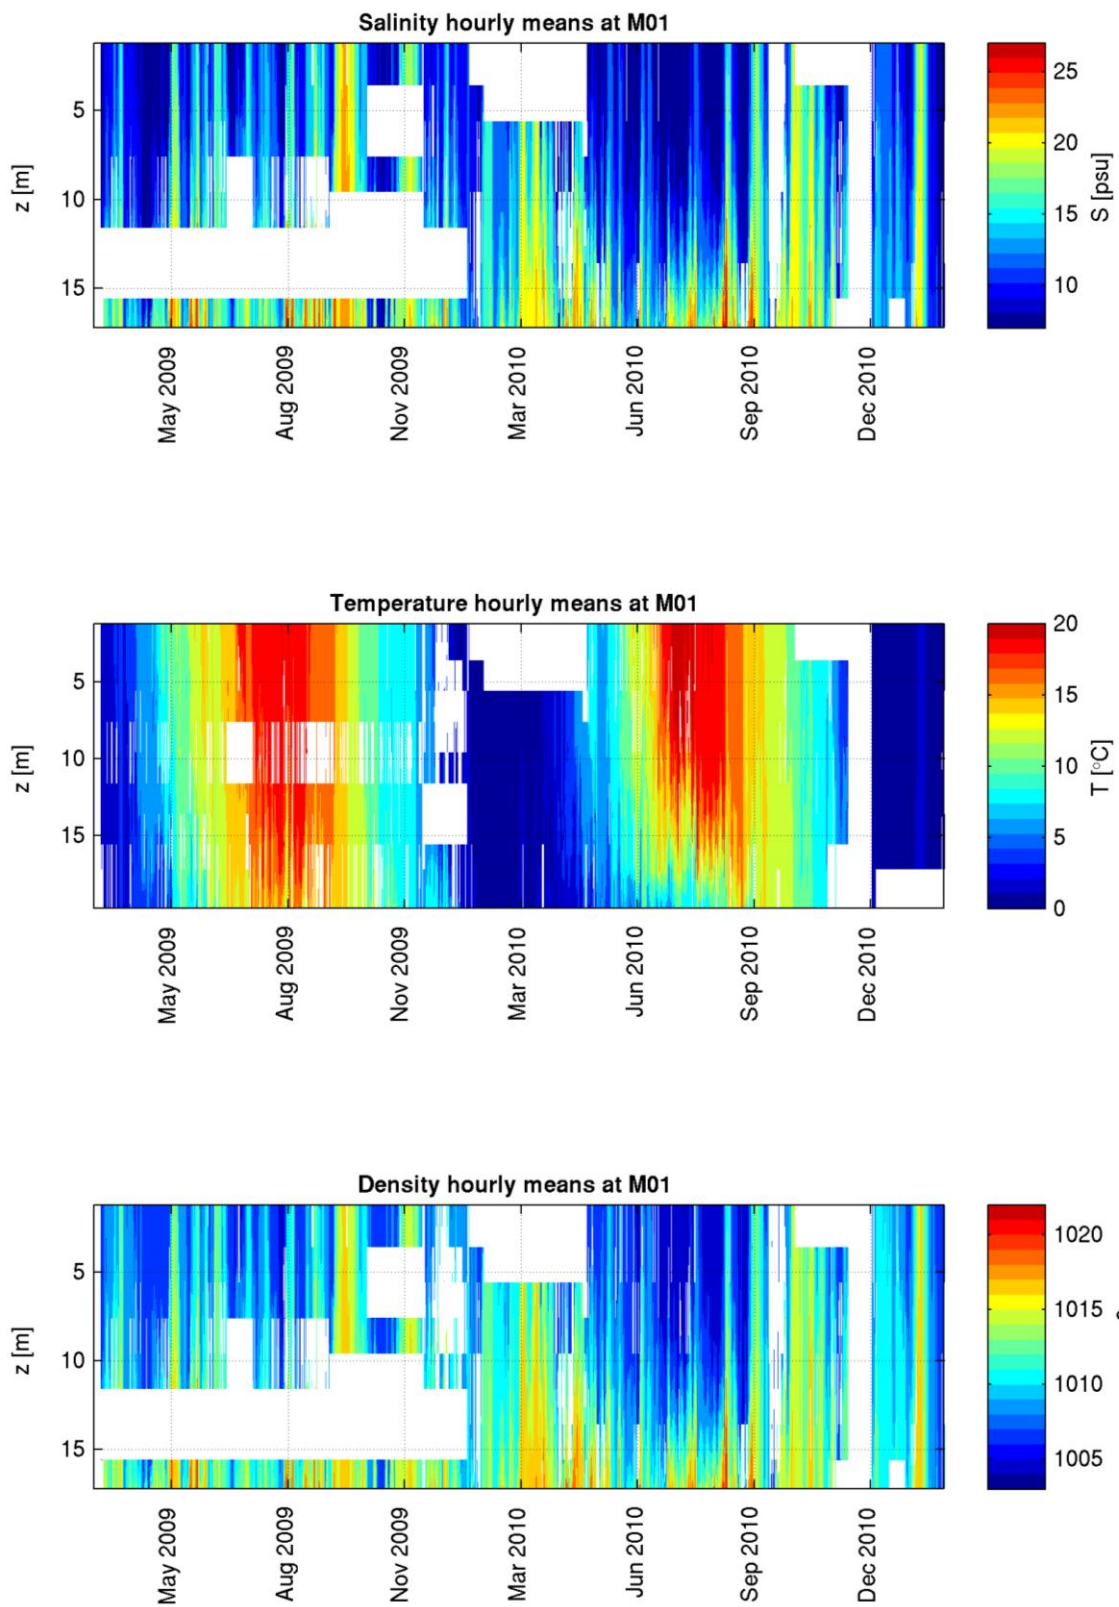 Salinity hourly means at M01
z [m]
5
10
15
May 2009
Aug 2009
Nov 2009
Mar 2010
Jun 2010
Sep 2010
Dec 2010
25
20
15
10
S [psu]
Temperature hourly means at M01
z [m]
5
10
15
May 2009
Aug 2009
Nov 2009
Mar 2010
Jun 2010
Sep 2010
Dec 2010
20
15
10
5
0
T [°C]
Density hourly means at M01
z [m]
5
10
15
May 2009
Aug 2009
Nov 2009
Mar 2010
Jun 2010
Sep 2010
Dec 2010
1020
1015
1010
1005